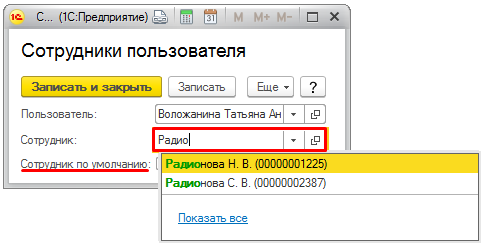 1С С... (1С:Предприятие) M M+ M-
Сотрудники пользователя
Записать и закрыть Записать Еще ?
Пользователь: Воложанина Татьяна Ан
Сотрудник: Радио
Сотрудник по умолчанию:
Радионова Н. В. (00000001225)
Радионова С. В. (00000002387)
Показать все